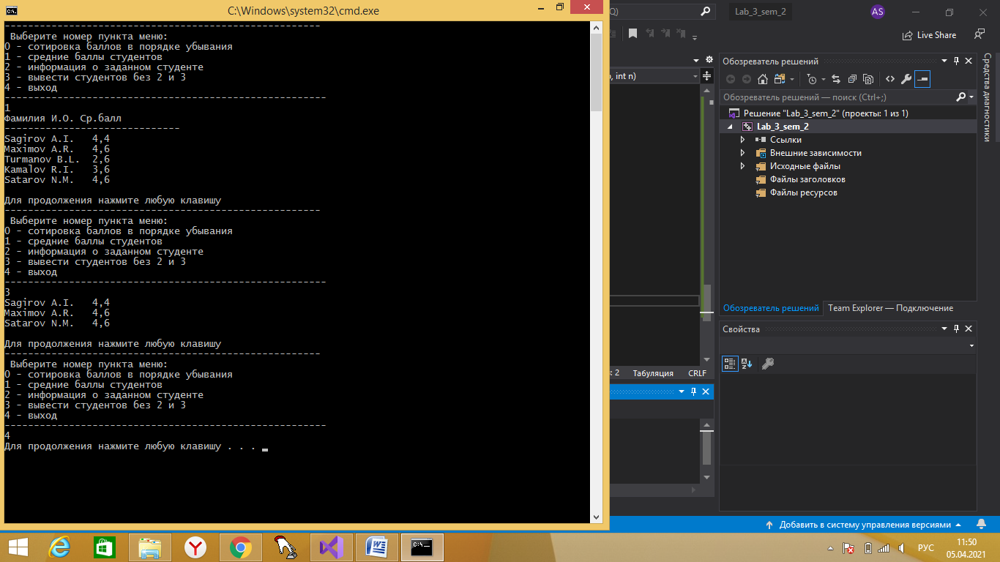 C:\Windows\system32\cmd.exe
-------------------------------------------------------
Выберите номер пункта меню:
0 - сотировка баллов в порядке убывания
1 - средние баллы студентов
2 - информация о заданном студенте
3 - вывести студентов без 2 и 3
4 - выход
--------------------------------------------------------
1
Фамилия И.О. Ср.балл
------------------------------
Sagirov A.I. 4,4
Maximov A.R. 4,6
Turmanov B.L. 2,6
Kamalov R.I. 3,6
Satarov N.M. 4,6
Для продолжения нажмите любую клавишу
-------------------------------------------------------
Выберите номер пункта меню:
0 - сотировка баллов в порядке убывания
1 - средние баллы студентов
2 - информация о заданном студенте
3 - вывести студентов без 2 и 3
4 - выход
--------------------------------------------------------
3
Sagirov A.I. 4,4
Maximov A.R. 4,6
Satarov N.M. 4,6
Для продолжения нажмите любую клавишу
-------------------------------------------------------
Выберите номер пункта меню:
0 - сотировка баллов в порядке убывания
1 - средние баллы студентов
2 - информация о заданном студенте
3 - вывести студентов без 2 и 3
4 - выход
--------------------------------------------------------
4
Для продолжения нажмите любую клавишу . . .
Q)
Lab_3_sem_2
AS
Live Share
, int n)
: 2 Табуляция CRLF
Обозреватель решений
Обозреватель решений — поиск (Ctrl+;)
Решение "Lab_3_sem_2" (проекты: 1 из 1)
Lab_3_sem_2
Ссылки
Внешние зависимости
Исходные файлы
Файлы заголовков
Файлы ресурсов
Обозреватель решений Team Explorer — Подключение
Свойства
Средства диагностики
Добавить в систему управления версиями
РУС
11:50
05.04.2021